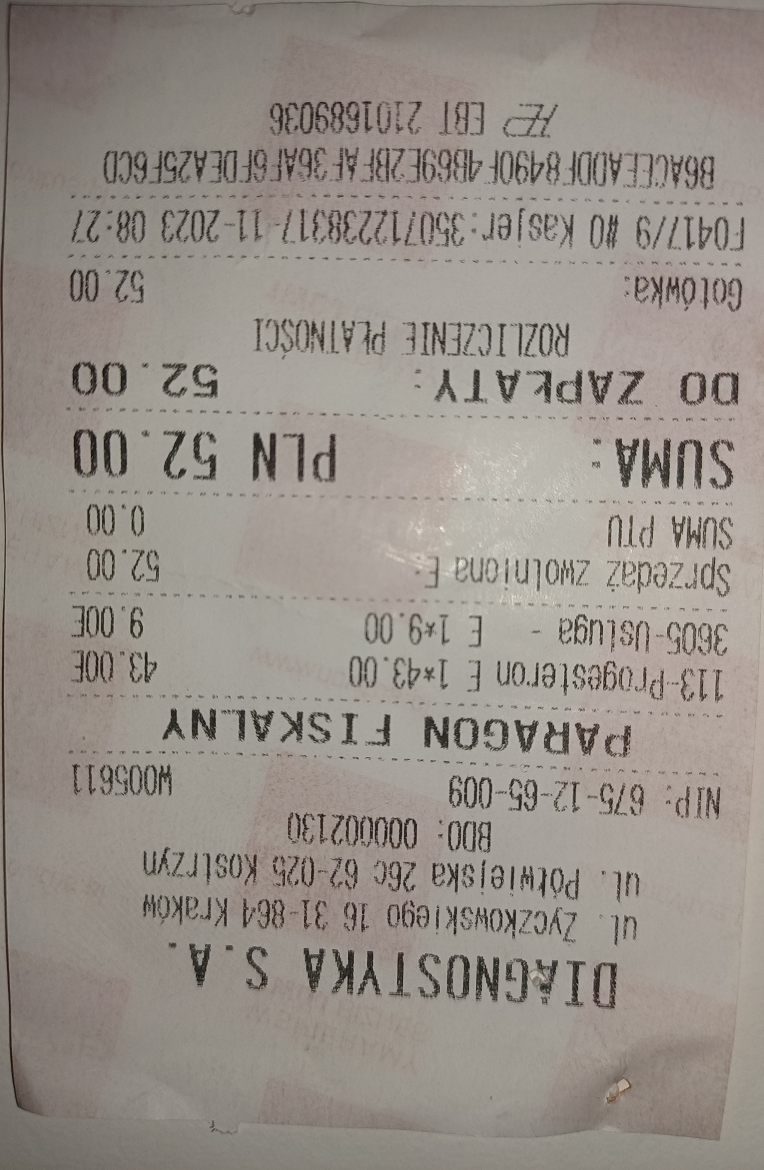 DIAGNOSTYKA S.A.
ul. Życzkowskiego 16 31-864 Kraków
ul. Półwiejska 26c 62-025 Kostrzyn
BDO: 000002130
NIP: 675-12-65-009 W005611
PARAGON FISKALNY
113-Progesteron E 1*43.00 43.00E
3605-Usługa - E 1*9.00 9.00E
Sprzedaż zwolniona E: 52.00
SUMA PTU 0.00
SUMA: PLN 52.00
DO ZAPŁATY: 52.00
ROZLICZENIE PŁATNOŚCI
Gotówka: 52.00
F0417/9 #0 Kasjer:350712238317-11-2023 08:27
B6ACEEADDF8490F4B69E2BFAF36AF6FDEA25F6CD
EBT 2101689036